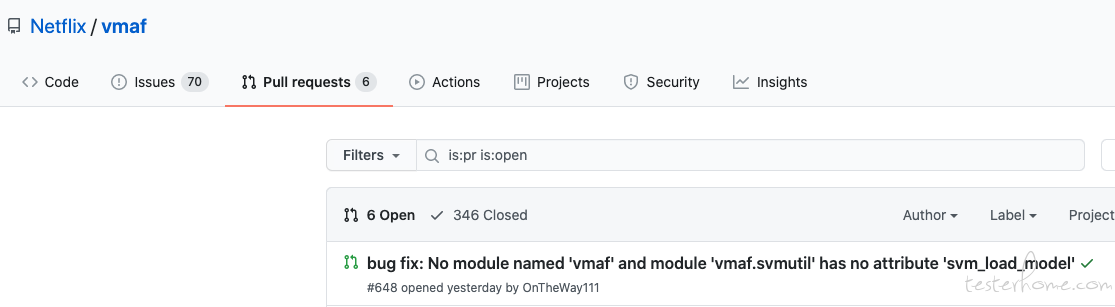 Netflix / vmaf
Code
Issues 70
Pull requests 6
Actions
Projects
Security
Insights
Filters
is:pr is:open
6 Open
346 Closed
Author
Label
Project
bug fix: No module named 'vmaf' and module 'vmaf.svmutil' has no attribute 'svm_load_model'
#648 opened yesterday by OnTheWay111
testerhome.com